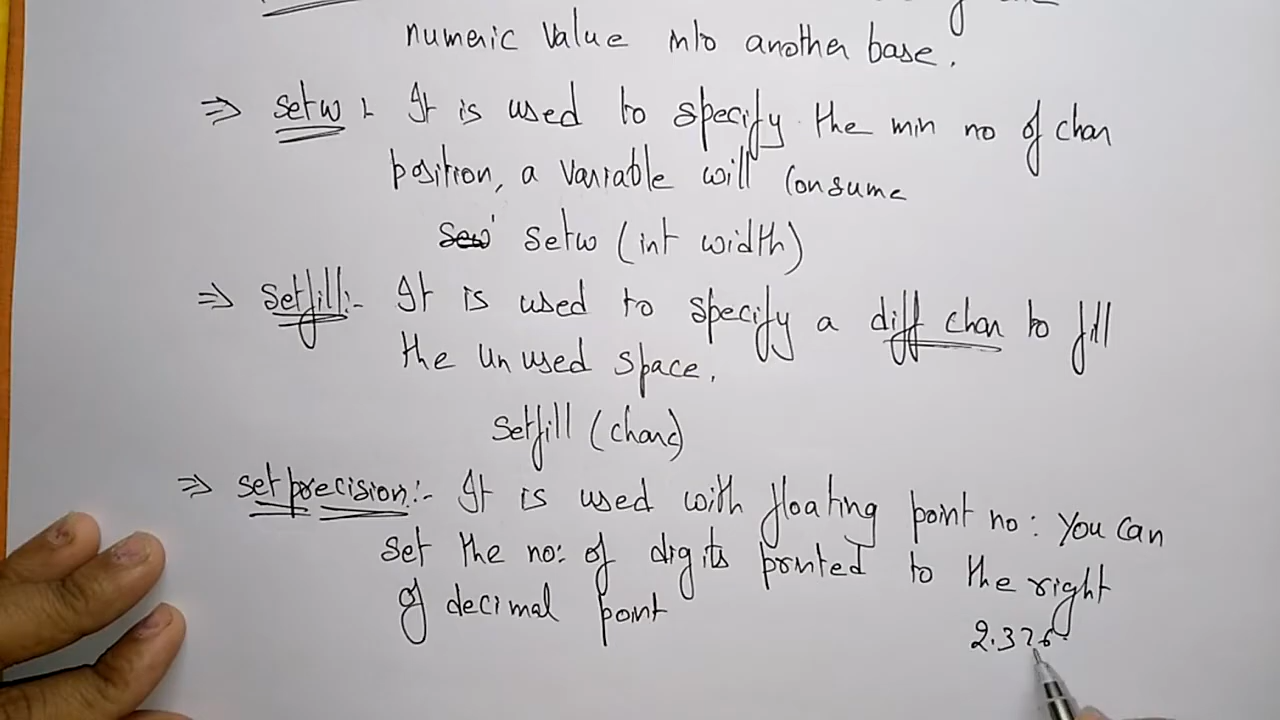 numeric value into another base.
⇒ setw :- It is used to specify the min no of char
position, a variable will Consume
setw (int width)
⇒ setfill:- It is used to specify a diff char to fill
the unused space.
setfill (char c)
⇒ set precision:- It is used with floating point no: You Can
set the no: of digits printed to the right
of decimal point
2.326